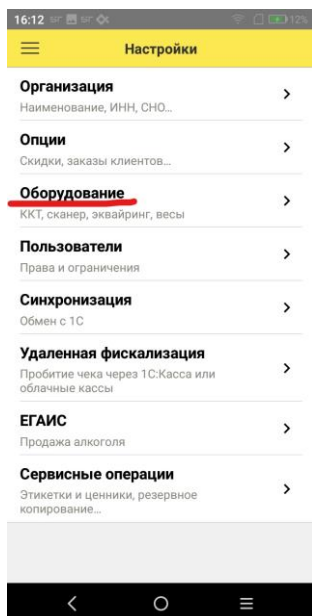 16:12 12%
Настройки
Организация
Наименование, ИНН, СНО...
Опции
Скидки, заказы клиентов...
Оборудование
ККТ, сканер, эквайринг, весы
Пользователи
Права и ограничения
Синхронизация
Обмен с 1С
Удаленная фискализация
Пробитие чека через 1С:Касса или
облачные кассы
ЕГАИС
Продажа алкоголя
Сервисные операции
Этикетки и ценники, резервное
копирование...